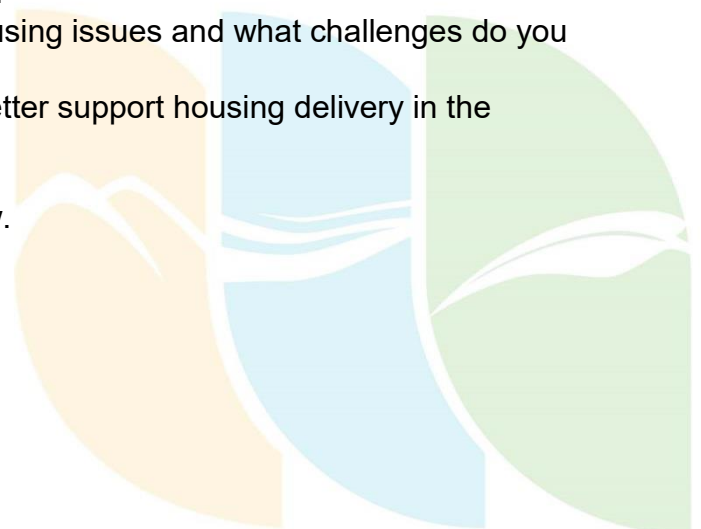 using issues and what challenges do you
etter support housing delivery in the
.